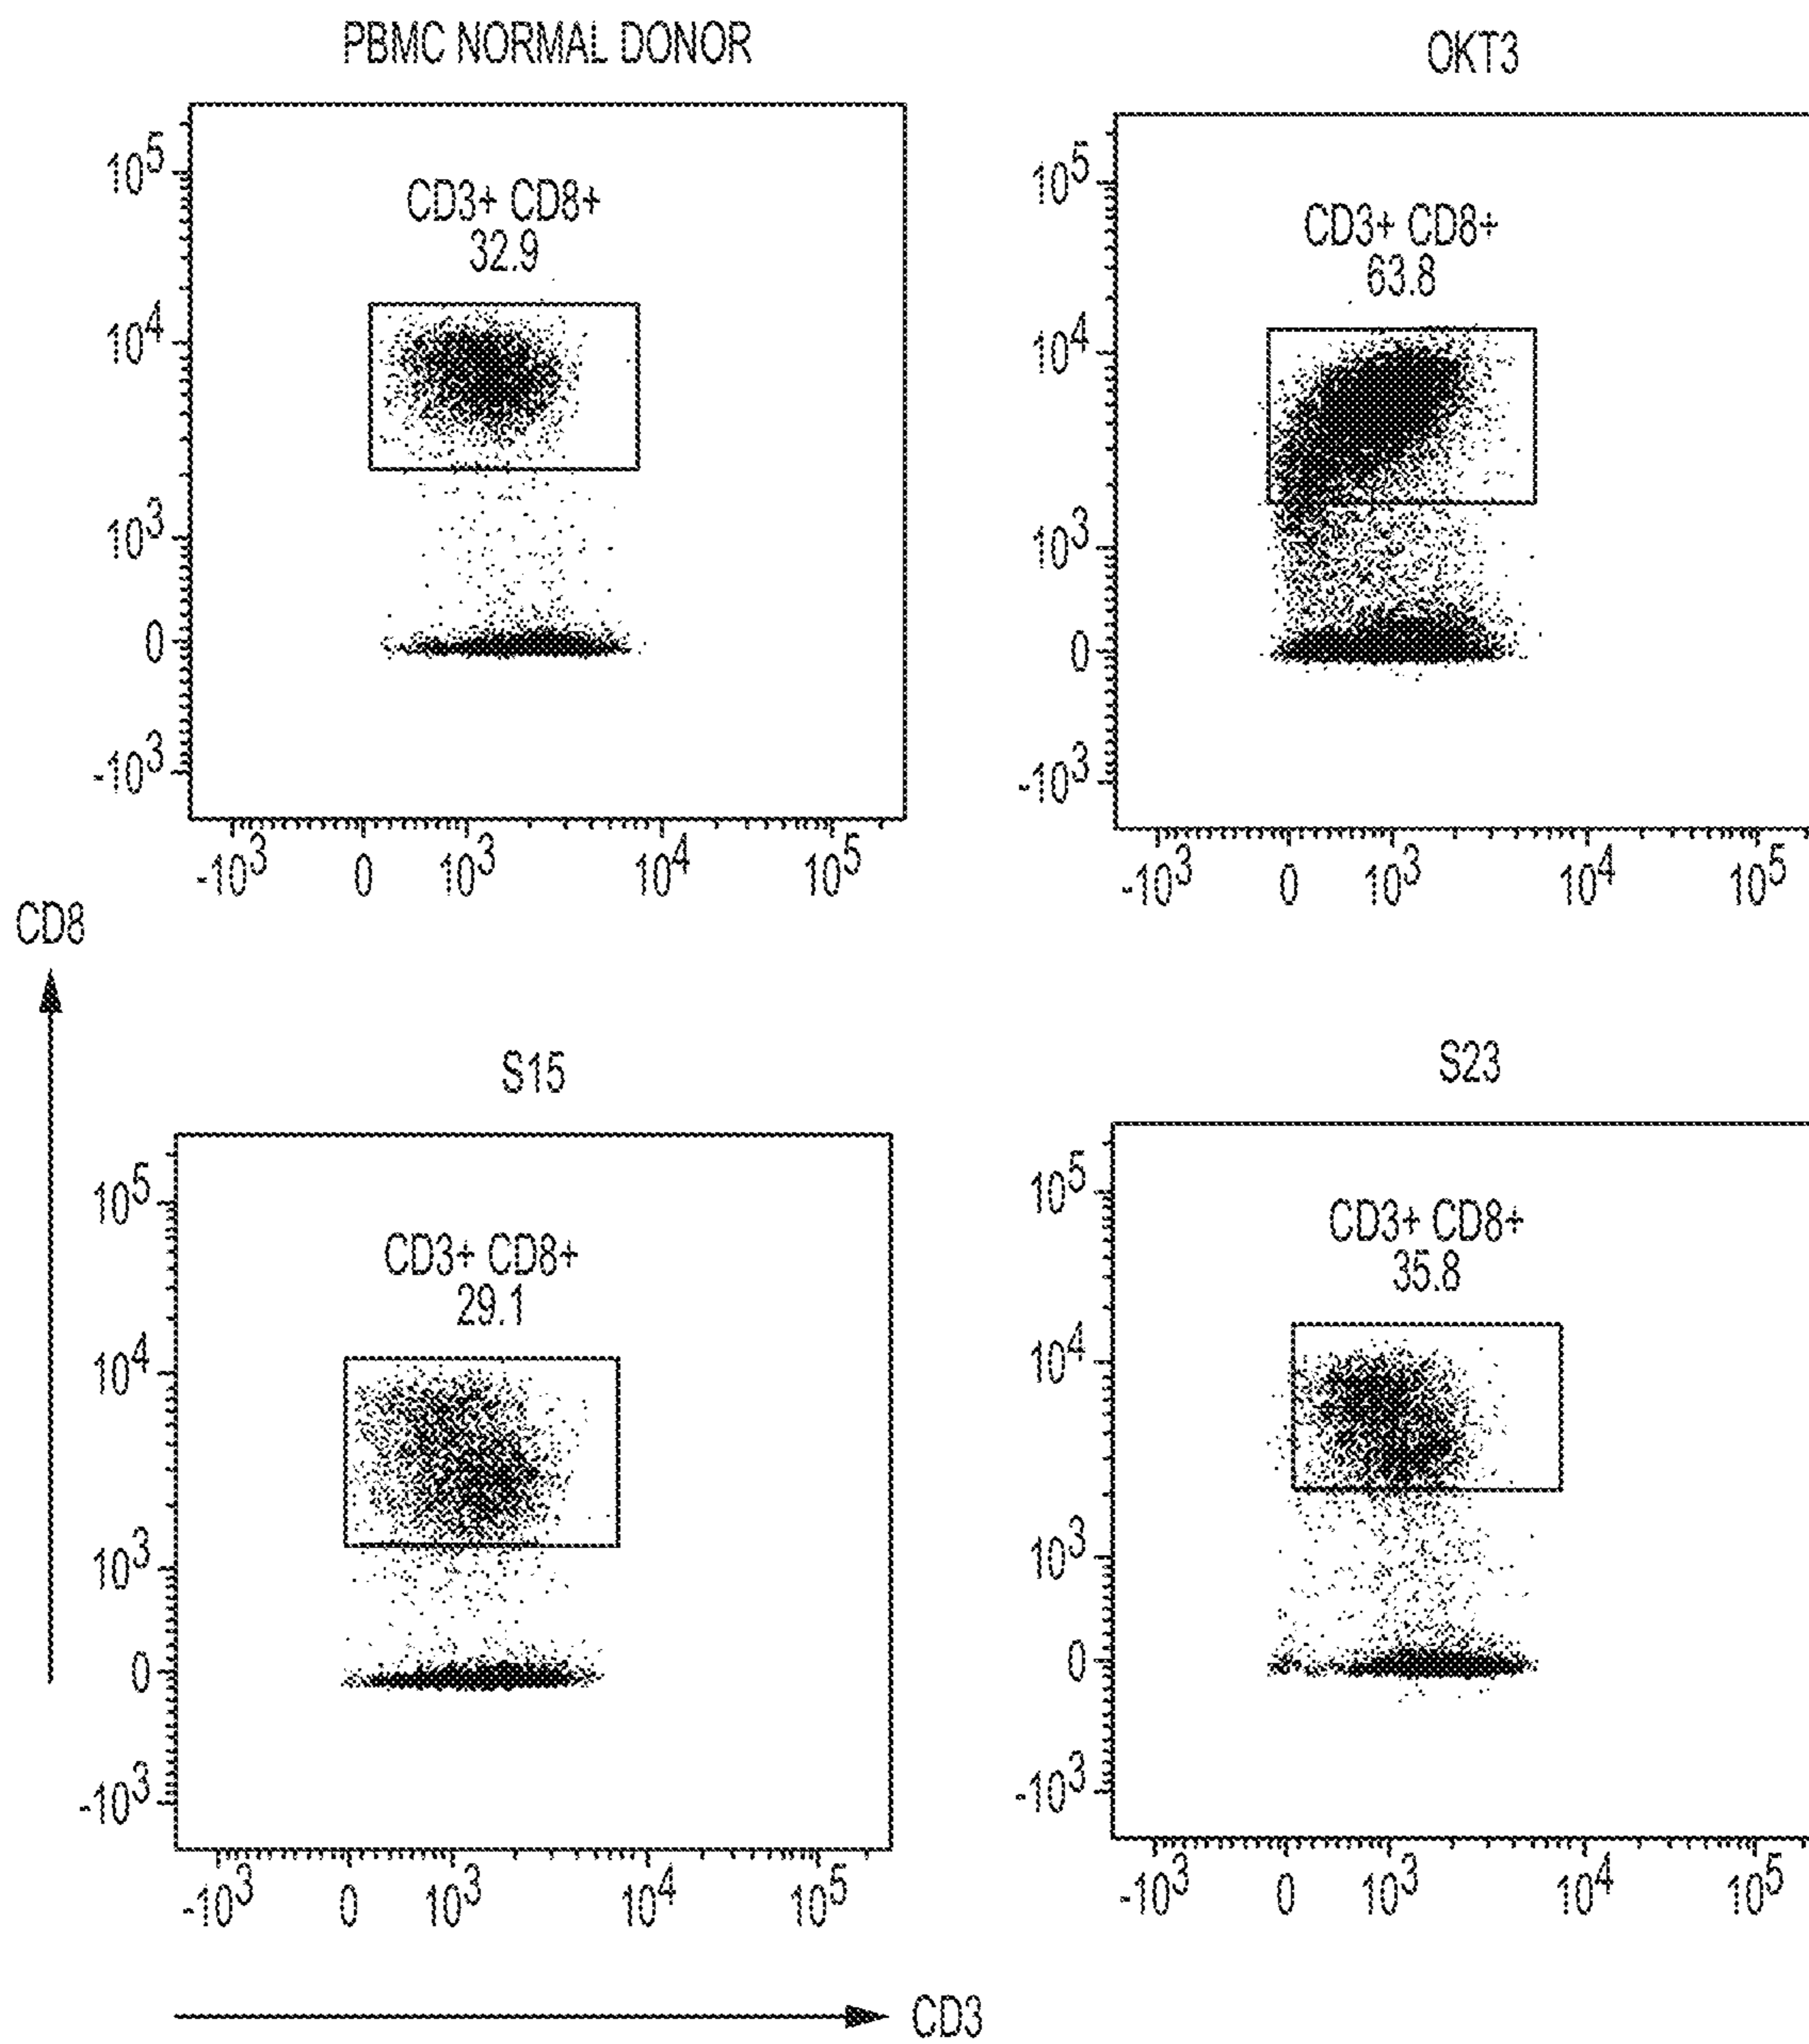 PBMC NORMAL DONOR
10^5
10^4
10^3
0
-10^3
CD3+ CD8+
32.9
-10^3 0 10^3 10^4 10^5
OKT3
10^5
10^4
10^3
0
-10^3
CD3+ CD8+
63.8
-10^3 0 10^3 10^4 10^5
CD8
S15
10^5
10^4
10^3
0
-10^3
CD3+ CD8+
29.1
-10^3 0 10^3 10^4 10^5
S23
10^5
10^4
10^3
0
-10^3
CD3+ CD8+
35.8
-10^3 0 10^3 10^4 10^5
CD3